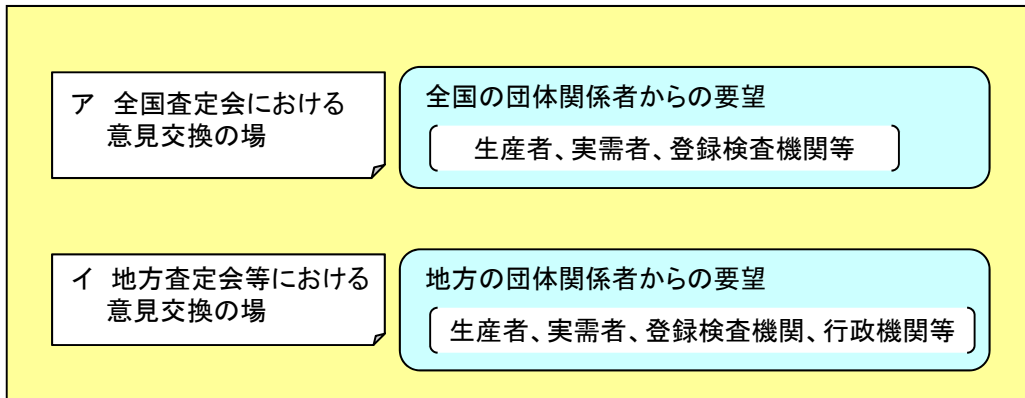 ア 全国査定会における
意見交換の場
全国の団体関係者からの要望
生産者、実需者、登録検査機関等
イ 地方査定会等における
意見交換の場
地方の団体関係者からの要望
生産者、実需者、登録検査機関、行政機関等